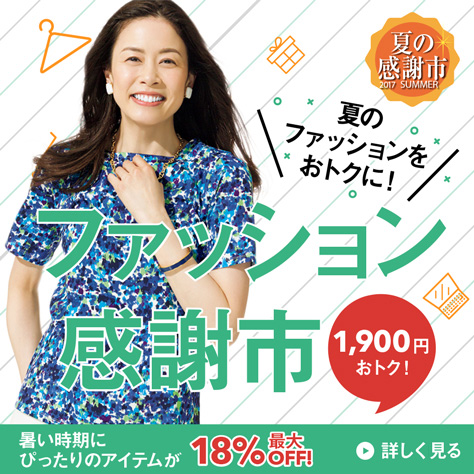 夏の
感謝市
2017 SUMMER
夏の
ファッションを
おトクに!
ファッション
感謝市
1,900円
おトク!
暑い時期に
ぴったりのアイテムが
18%最大OFF!
詳しく見る